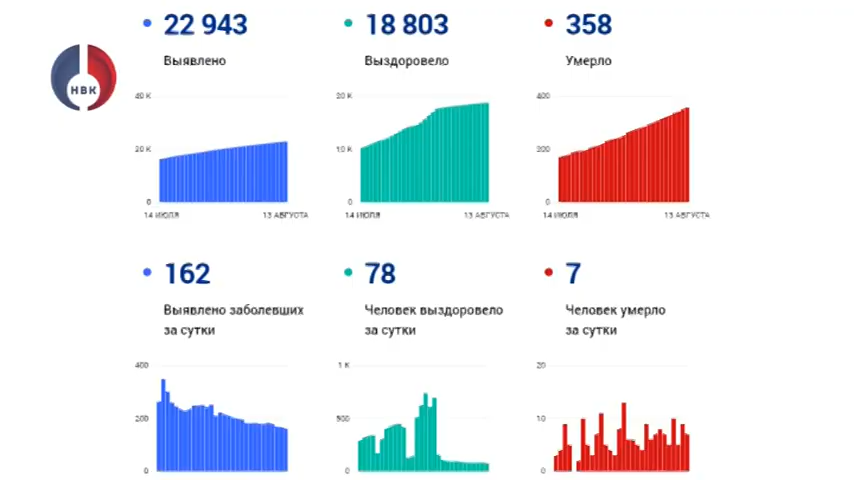 22 943
18 803
358
Выявлено
Выздоровело
Умерло
НВК
40 K
20 K
0
14 ИЮЛЯ
13 АВГУСТА
20 K
10 K
0
14 ИЮЛЯ
13 АВГУСТА
400
200
0
14 ИЮЛЯ
13 АВГУСТА
162
78
7
Выявлено заболевших
за сутки
Человек выздоровело
за сутки
Человек умерло
за сутки
400
200
0
1 K
500
0
20
10
0